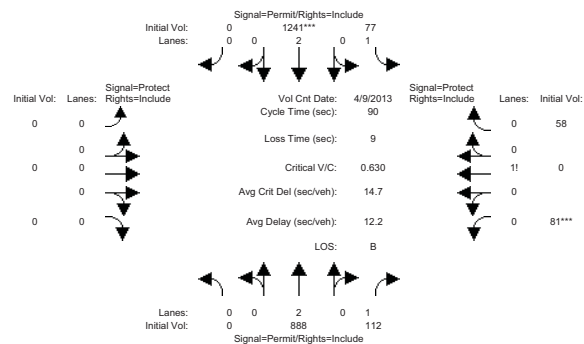 Signal=Permit/Rights=Include
Initial Vol: 0 1241*** 77
Lanes: 0 0 2 0 1
Signal=Protect Signal=Protect
Initial Vol: Lanes: Rights=Include Vol Cnt Date: 4/9/2013 Rights=Include Lanes: Initial Vol:
Cycle Time (sec): 90
0 0 0 58
Loss Time (sec): 9
0 0
0 0 Critical V/C: 0.630 1! 0
0 Avg Crit Del (sec/veh): 14.7 0
0 0 Avg Delay (sec/veh): 12.2 0 81***
LOS: B
Lanes: 0 0 2 0 1
Initial Vol: 0 888 112
Signal=Permit/Rights=Include